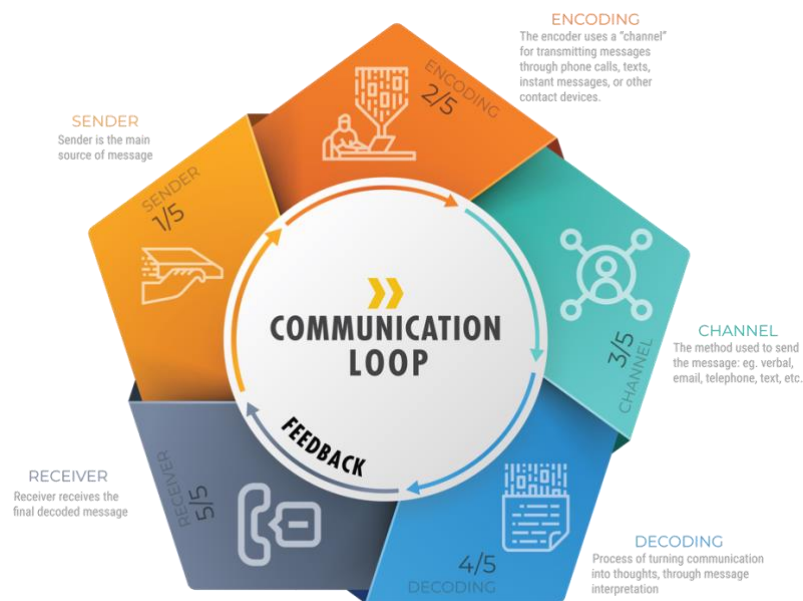 ENCODING
The encoder uses a “channel”
for transmitting messages
through phone calls, texts,
instant messages, or other
contact devices.
SENDER
Sender is the main
source of message
ENCODING
2/5
SENDER
1/5
COMMUNICATION
LOOP
FEEDBACK
3/5
CHANNEL
CHANNEL
The method used to send
the message: eg. verbal,
email, telephone, text, etc.
RECEIVER
5/5
RECEIVER
Receiver receives the
final decoded message
4/5
DECODING
DECODING
Process of turning communication
into thoughts, through message
interpretation